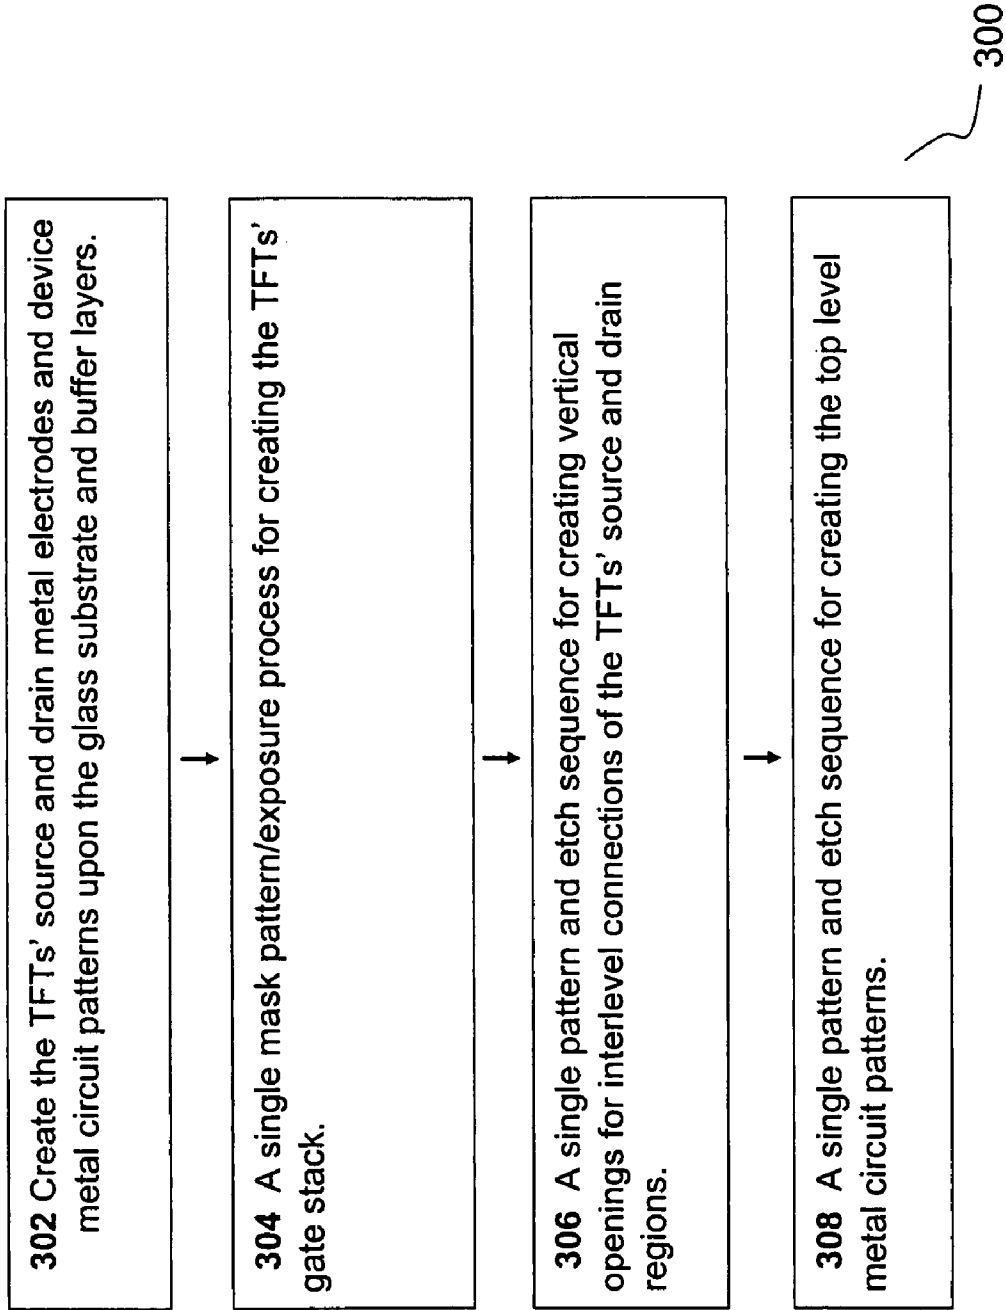 302 Create the TFTs' source and drain metal electrodes and device
metal circuit patterns upon the glass substrate and buffer layers.
304 A single mask pattern/exposure process for creating the TFTs'
gate stack.
306 A single pattern and etch sequence for creating vertical
openings for interlevel connections of the TFTs' source and drain
regions.
308 A single pattern and etch sequence for creating the top level
metal circuit patterns.
300